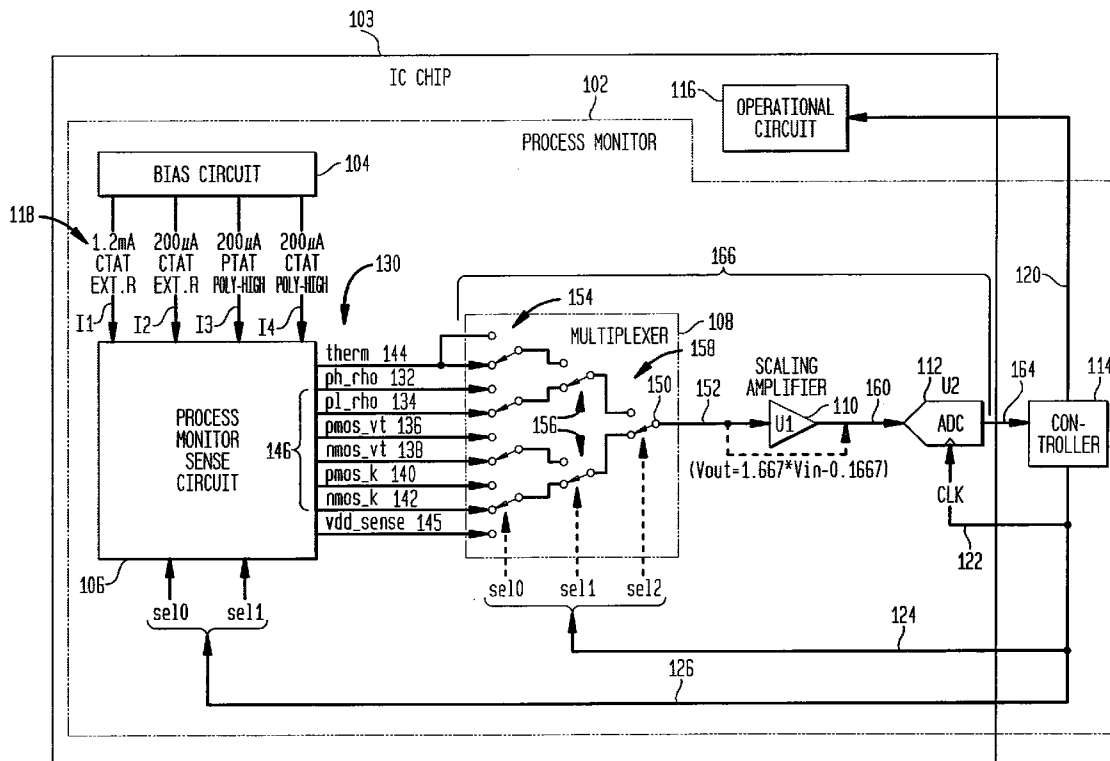 103
IC CHIP
102
PROCESS MONITOR
116
OPERATIONAL
CIRCUIT
BIAS CIRCUIT
104
118
1.2mA
CTAT
EXT.R
200µA
CTAT
EXT.R
200µA
PTAT
POLY-HIGH
200µA
CTAT
POLY-HIGH
I1
I2
I3
I4
130
166
120
154
MULTIPLEXER
108
158
therm 144
ph_rho 132
pl_rho 134
pmos_vt 136
nmos_vt 138
pmos_k 140
nmos_k 142
vdd_sense 145
146
PROCESS
MONITOR
SENSE
CIRCUIT
106
156
150
152
SCALING
AMPLIFIER
110
U1
160
(Vout=1.667*Vin-0.1667)
112
U2
ADC
164
114
CON-
TROLLER
CLK
122
sel0
sel1
sel2
sel0
sel1
124
126